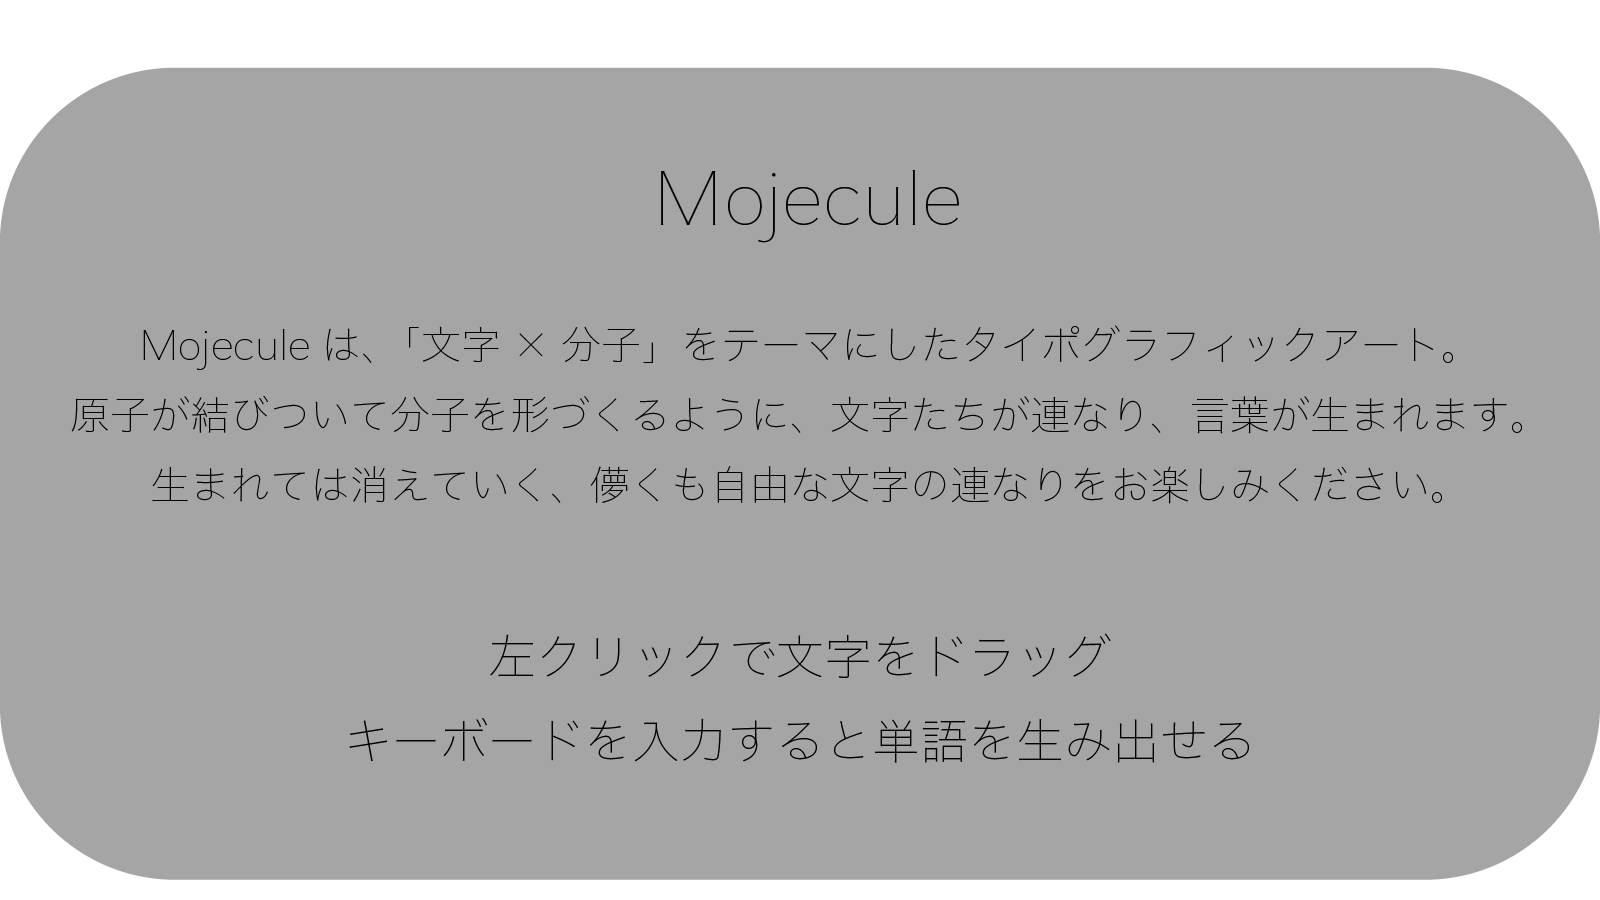 Mojecule
Mojecule は、「文字 × 分子」をテーマにしたタイポグラフィックアート。
原子が結びついて分子を形づくるように、文字たちが連なり、言葉が生まれます。
生まれては消えていく、儚くも自由な文字の連なりをお楽しみください。
左クリックで文字をドラッグ
キーボードを入力すると単語を生み出せる